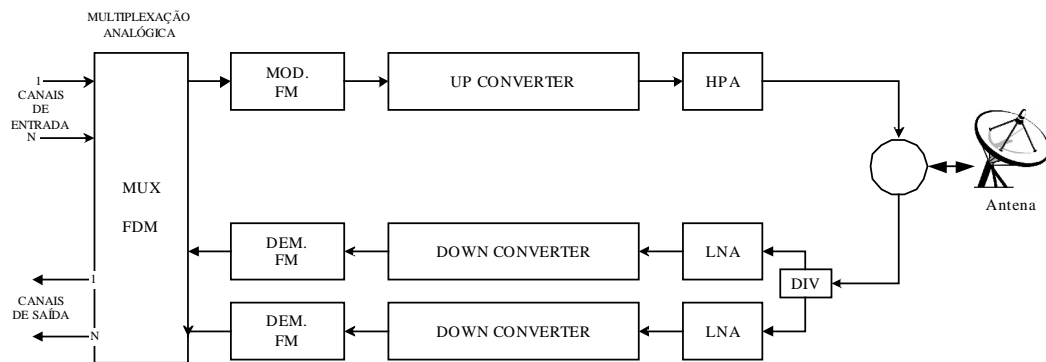 MULTIPLEXAÇÃO
ANALÓGICA
1
CANAIS
DE
ENTRADA
N
MUX
FDM
MOD.
FM
UP CONVERTER
HPA
Antena
DEM.
FM
DOWN CONVERTER
LNA
DIV
1
CANAIS
DE SAÍDA
N
DEM.
FM
DOWN CONVERTER
LNA